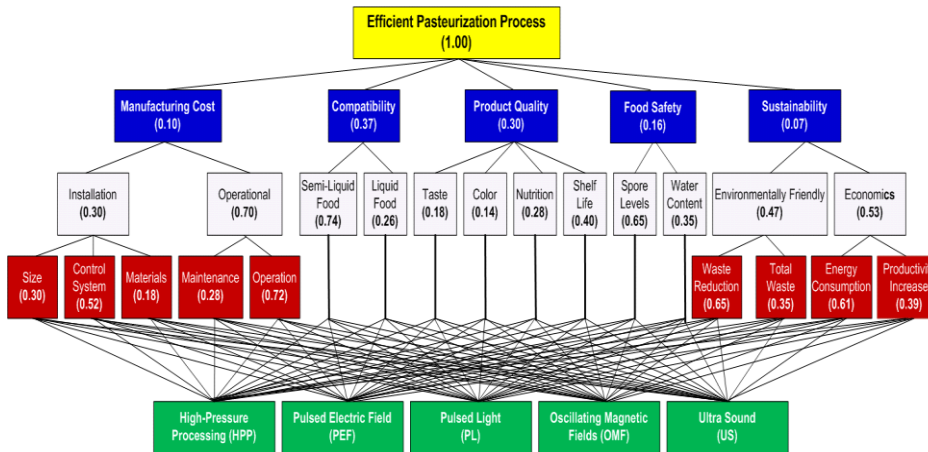 Efficient Pasteurization Process
(1.00)
Manufacturing Cost
(0.10)
Compatibility
(0.37)
Product Quality
(0.30)
Food Safety
(0.16)
Sustainability
(0.07)
Installation
(0.30)
Operational
(0.70)
Semi-Liquid
Food
(0.74)
Liquid
Food
(0.26)
Taste
(0.18)
Color
(0.14)
Nutrition
(0.28)
Shelf
Life
(0.40)
Spore
Levels
(0.65)
Water
Content
(0.35)
Environmentally Friendly
(0.47)
Economics
(0.53)
Size
(0.30)
Control
System
(0.52)
Materials
(0.18)
Maintenance
(0.28)
Operation
(0.72)
Waste
Reduction
(0.65)
Total
Waste
(0.35)
Energy
Consumption
(0.61)
Productivi
Increase
(0.39)
High-Pressure
Processing (HPP)
Pulsed Electric Field
(PEF)
Pulsed Light
(PL)
Oscillating Magnetic
Fields (OMF)
Ultra Sound
(US)